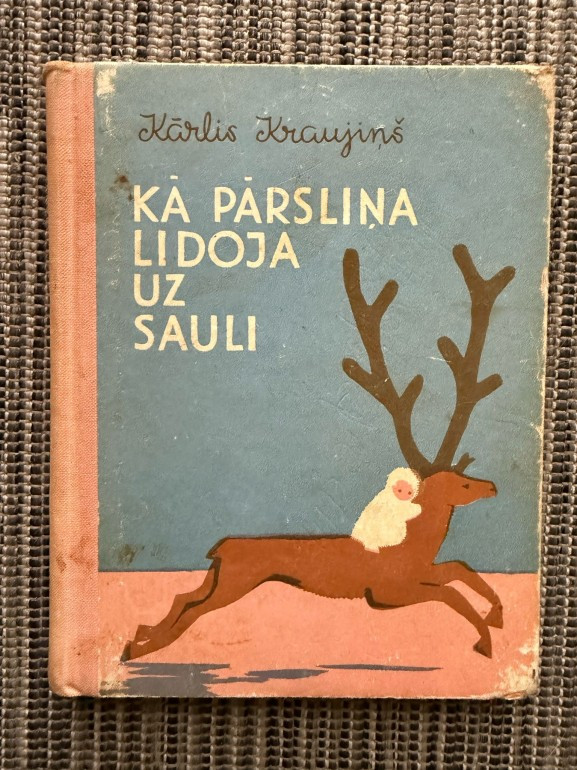 Kārlis Kraujiņš
KĀ PĀRSLIŅA
LIDOJA
UZ
SAULI